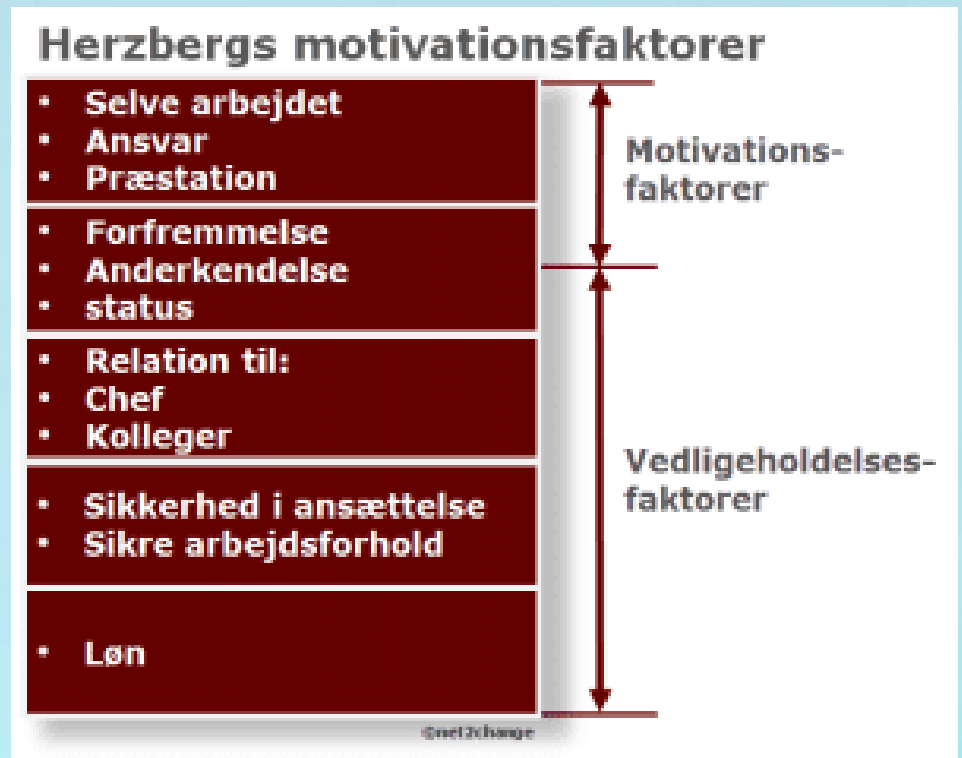 Herzbergs motivationsfaktorer
• Selve arbejdet
• Ansvar
• Præstation
• Forfremmelse
• Anderkendelse
• status
• Relation til:
• Chef
• Kolleger
• Sikkerhed i ansættelse
• Sikre arbejdsforhold
• Løn
Motivations-
faktorer
Vedligeholdelses-
faktorer
©net2change